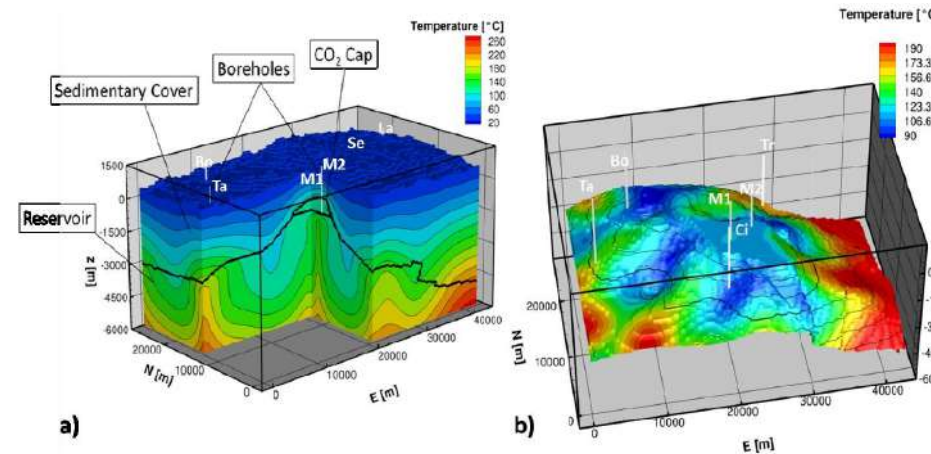 Temperature [°C]
260
220
180
140
100
60
20
CO2 Cap
Boreholes
Sedimentary Cover
La
Se
Bo
M2
Ta
M1
Reservoir
1500
0
-1500
-3000
-4500
-6000
z [m]
20000
10000
0
N [m]
0
10000
20000
30000
40000
E [m]
a)
Temperature [°C]
190
173.3
156.6
140
123.3
106.6
90
Tr
Bo
Ta
M2
M1
Ci
20000
10000
0
N [m]
0
10000
20000
30000
40000
E [m]
b)